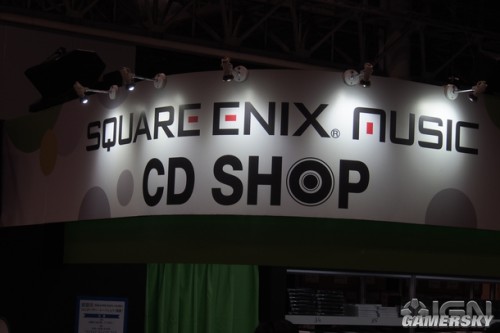 SQUARE ENIX® MUSIC
CD SHOP
IGN
GAMERSKY